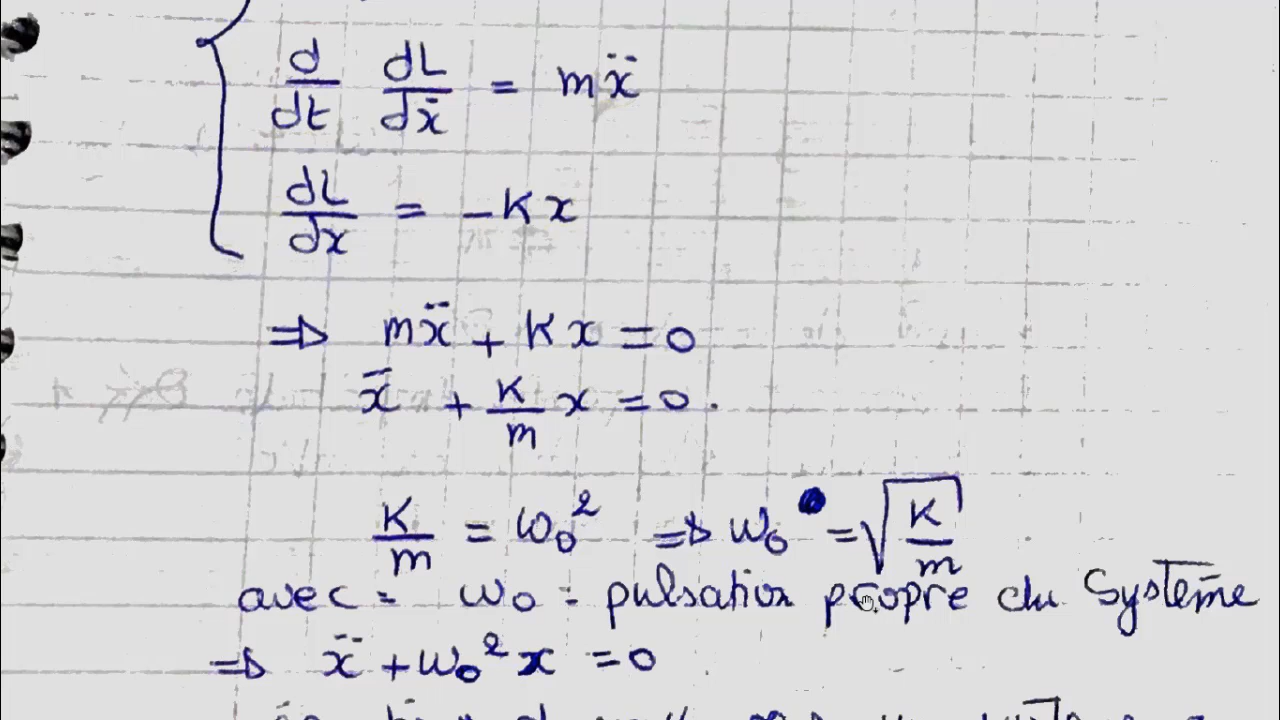 d/dt dL/dẋ = mẍ
dL/dx = -Kx
⇒ mẍ + Kx = 0
ẍ + K/m x = 0.
K/m = ω₀² ⇒ ω₀ = √(K/m)
avec = ω₀ = pulsation propre du Système
⇒ ẍ + ω₀² x = 0